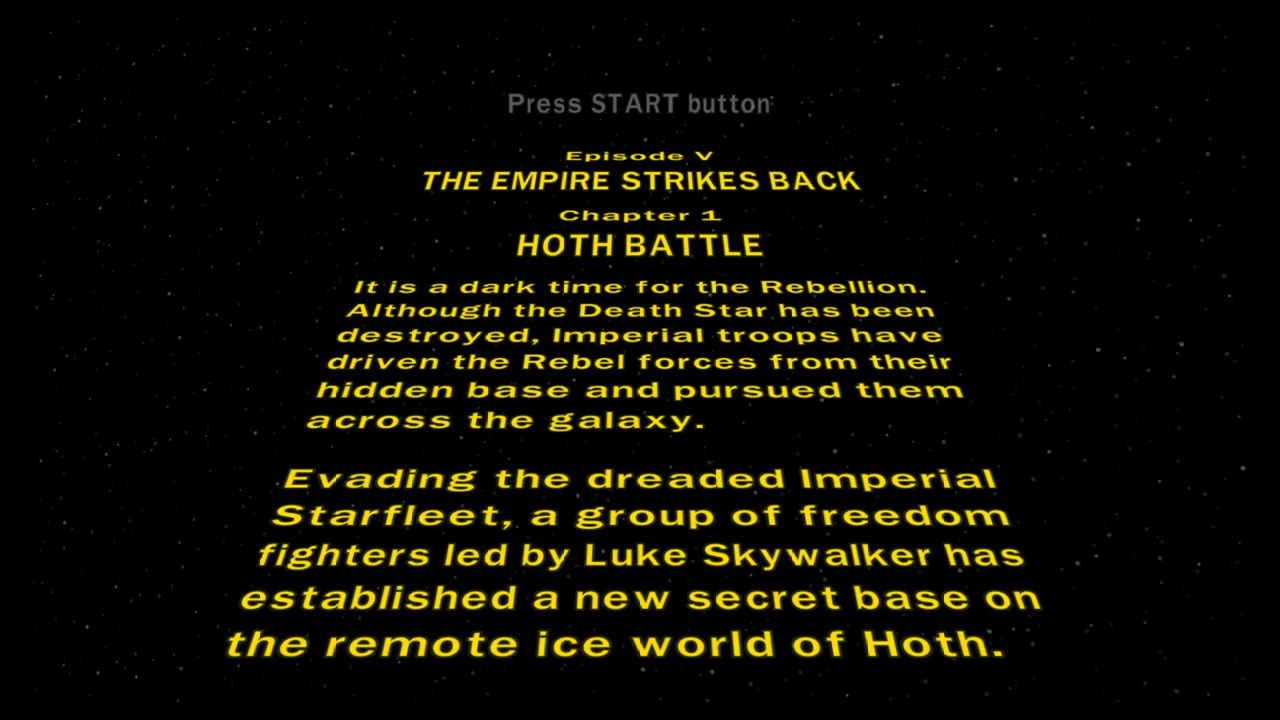 Press START button
Episode V
THE EMPIRE STRIKES BACK
Chapter 1
HOTH BATTLE
It is a dark time for the Rebellion.
Although the Death Star has been
destroyed, Imperial troops have
driven the Rebel forces from their
hidden base and pursued them
across the galaxy.
Evading the dreaded Imperial
Starfleet, a group of freedom
fighters led by Luke Skywalker has
established a new secret base on
the remote ice world of Hoth.